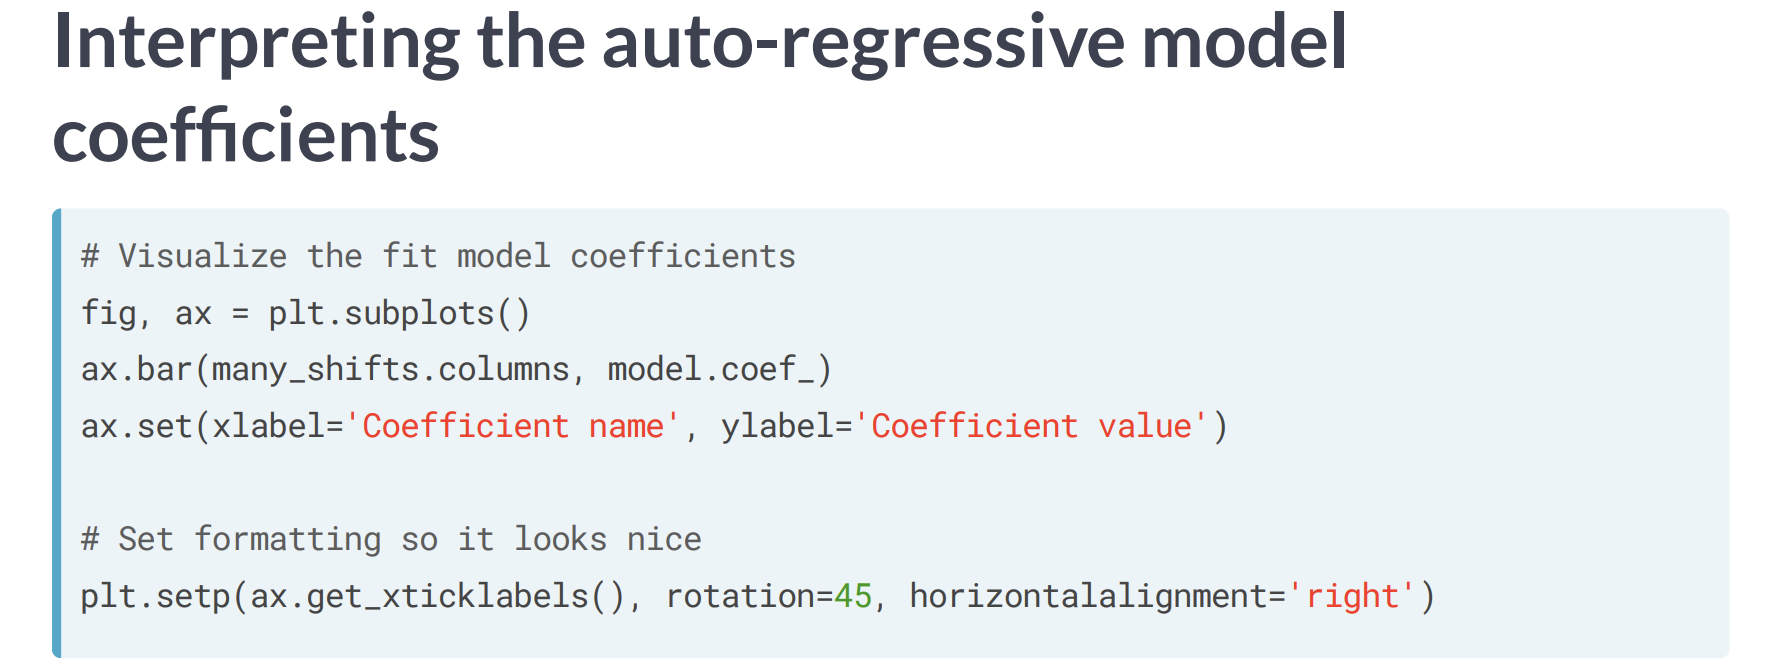 Interpreting the auto-regressive model
coefficients
# Visualize the fit model coefficients
fig, ax = plt.subplots()
ax.bar(many_shifts.columns, model.coef_)
ax.set(xlabel='Coefficient name', ylabel='Coefficient value')
# Set formatting so it looks nice
plt.setp(ax.get_xticklabels(), rotation=45, horizontalalignment='right')